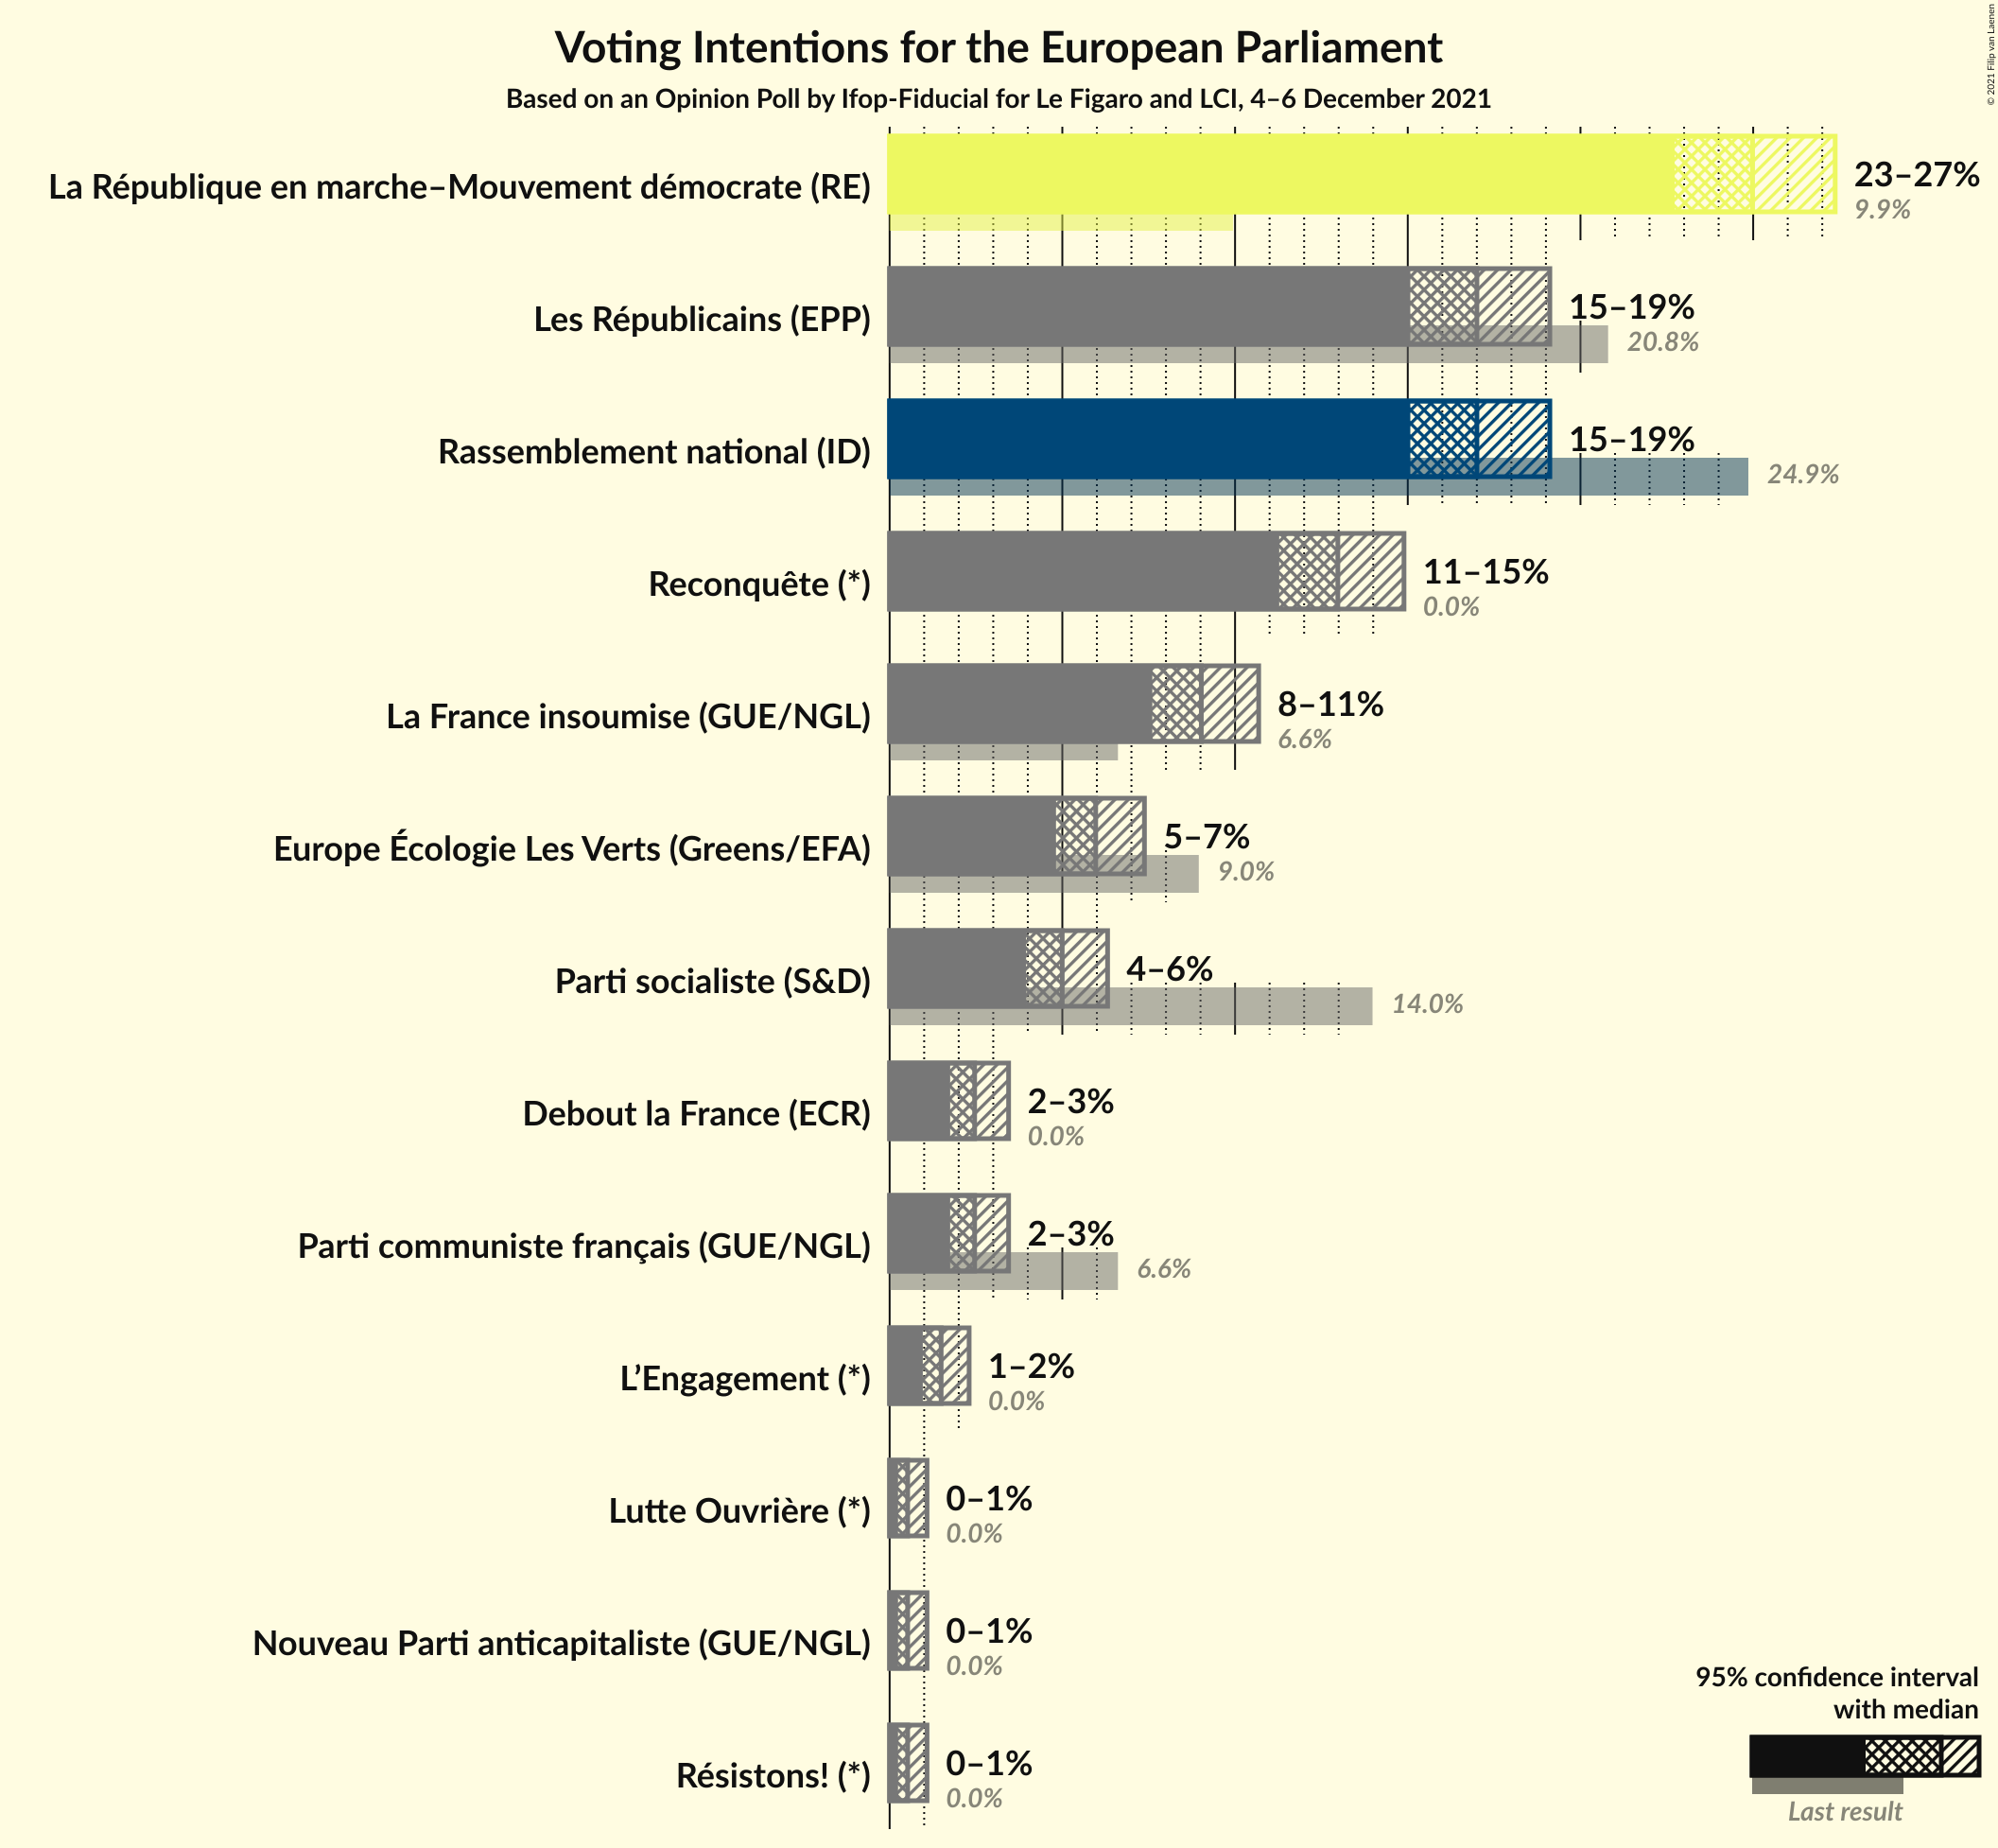 Voting Intentions for the European Parliament
Based on an Opinion Poll by Ifop-Fiducial for Le Figaro and LCI, 4–6 December 2021
© 2021 Filip van Laenen
La République en marche–Mouvement démocrate (RE)
23–27%
9.9%
Les Républicains (EPP)
15–19%
20.8%
Rassemblement national (ID)
15–19%
24.9%
Reconquête (*)
11–15%
0.0%
La France insoumise (GUE/NGL)
8–11%
6.6%
Europe Écologie Les Verts (Greens/EFA)
5–7%
9.0%
Parti socialiste (S&D)
4–6%
14.0%
Debout la France (ECR)
2–3%
0.0%
Parti communiste français (GUE/NGL)
2–3%
6.6%
L’Engagement (*)
1–2%
0.0%
Lutte Ouvrière (*)
0–1%
0.0%
Nouveau Parti anticapitaliste (GUE/NGL)
0–1%
0.0%
Résistons! (*)
0–1%
0.0%
95% confidence interval
with median
Last result